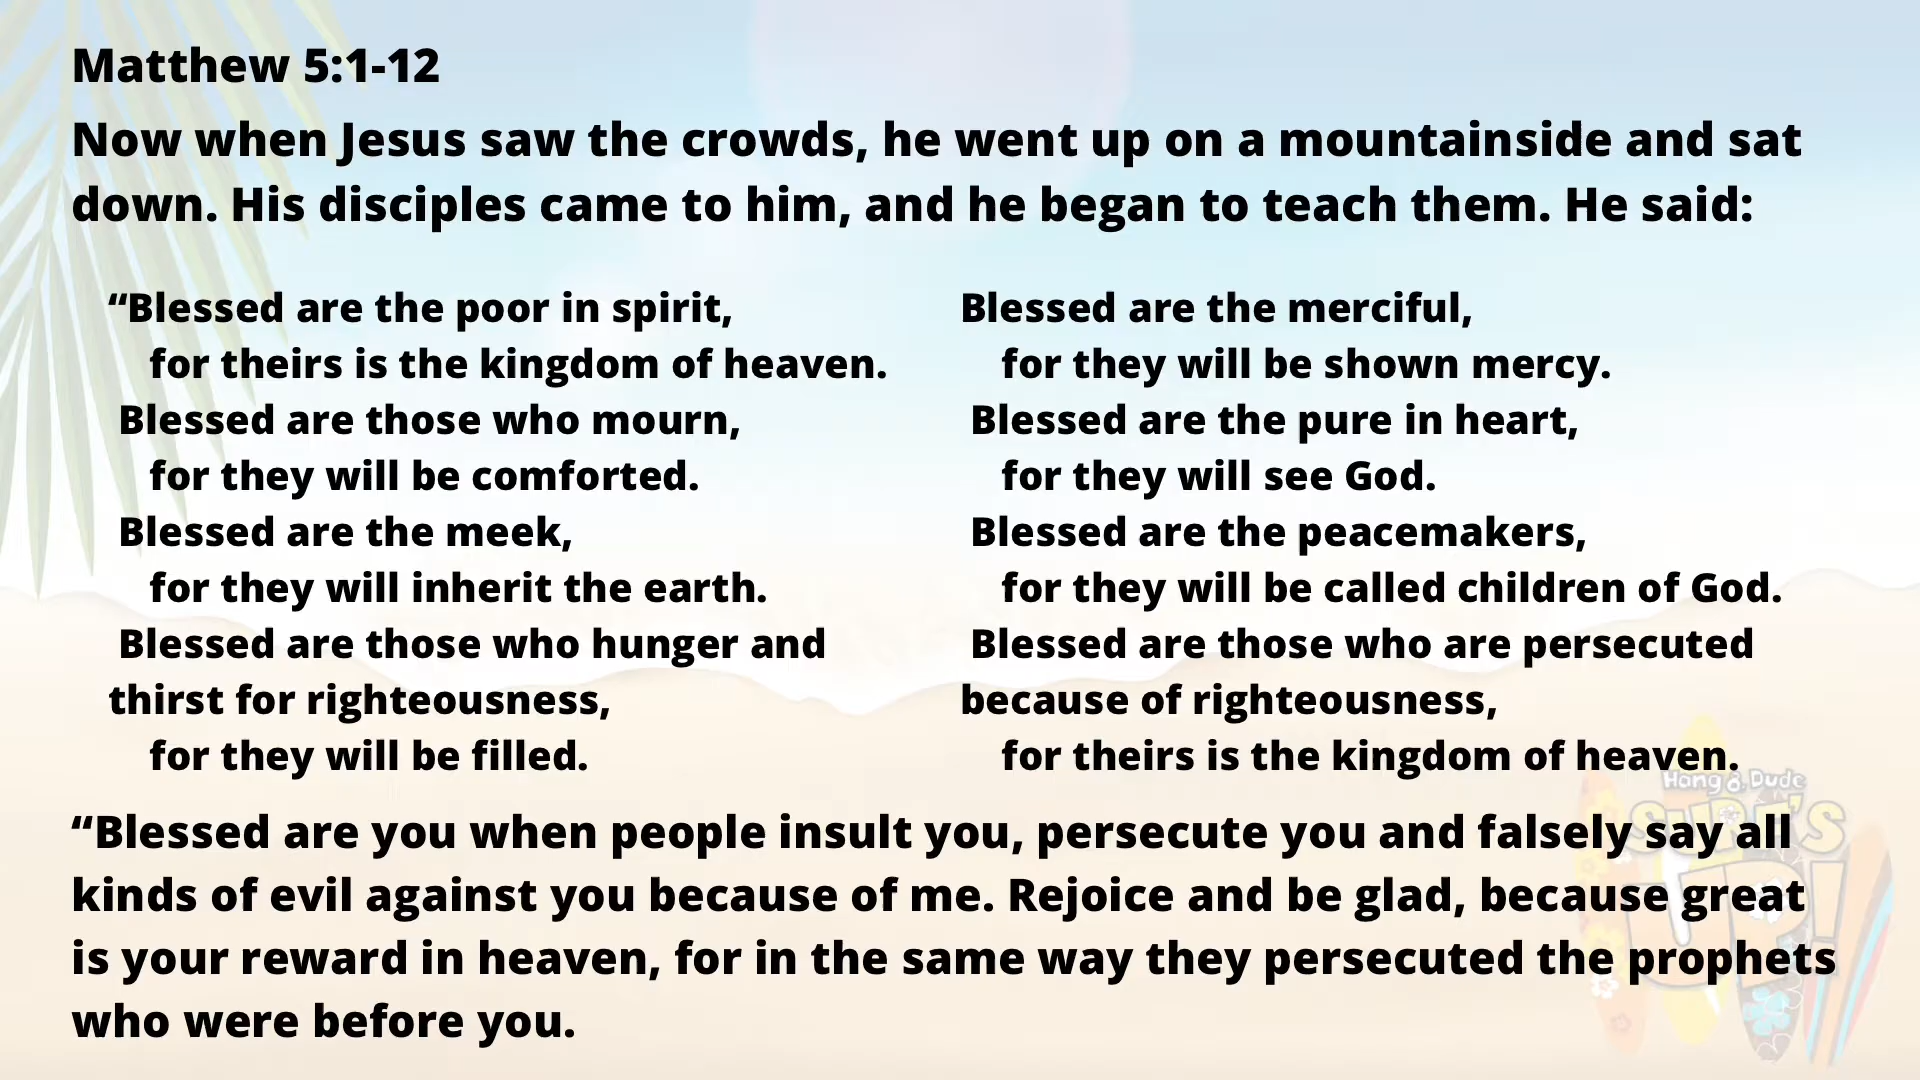 Matthew 5:1-12
Now when Jesus saw the crowds, he went up on a mountainside and sat
down. His disciples came to him, and he began to teach them. He said:
“Blessed are the poor in spirit,
for theirs is the kingdom of heaven.
Blessed are those who mourn,
for they will be comforted.
Blessed are the meek,
for they will inherit the earth.
Blessed are those who hunger and
thirst for righteousness,
for they will be filled.
Blessed are the merciful,
for they will be shown mercy.
Blessed are the pure in heart,
for they will see God.
Blessed are the peacemakers,
for they will be called children of God.
Blessed are those who are persecuted
because of righteousness,
for theirs is the kingdom of heaven.
“Blessed are you when people insult you, persecute you and falsely say all
kinds of evil against you because of me. Rejoice and be glad, because great
is your reward in heaven, for in the same way they persecuted the prophets
who were before you.
Hang 8, Dude
SURF'S
UP!